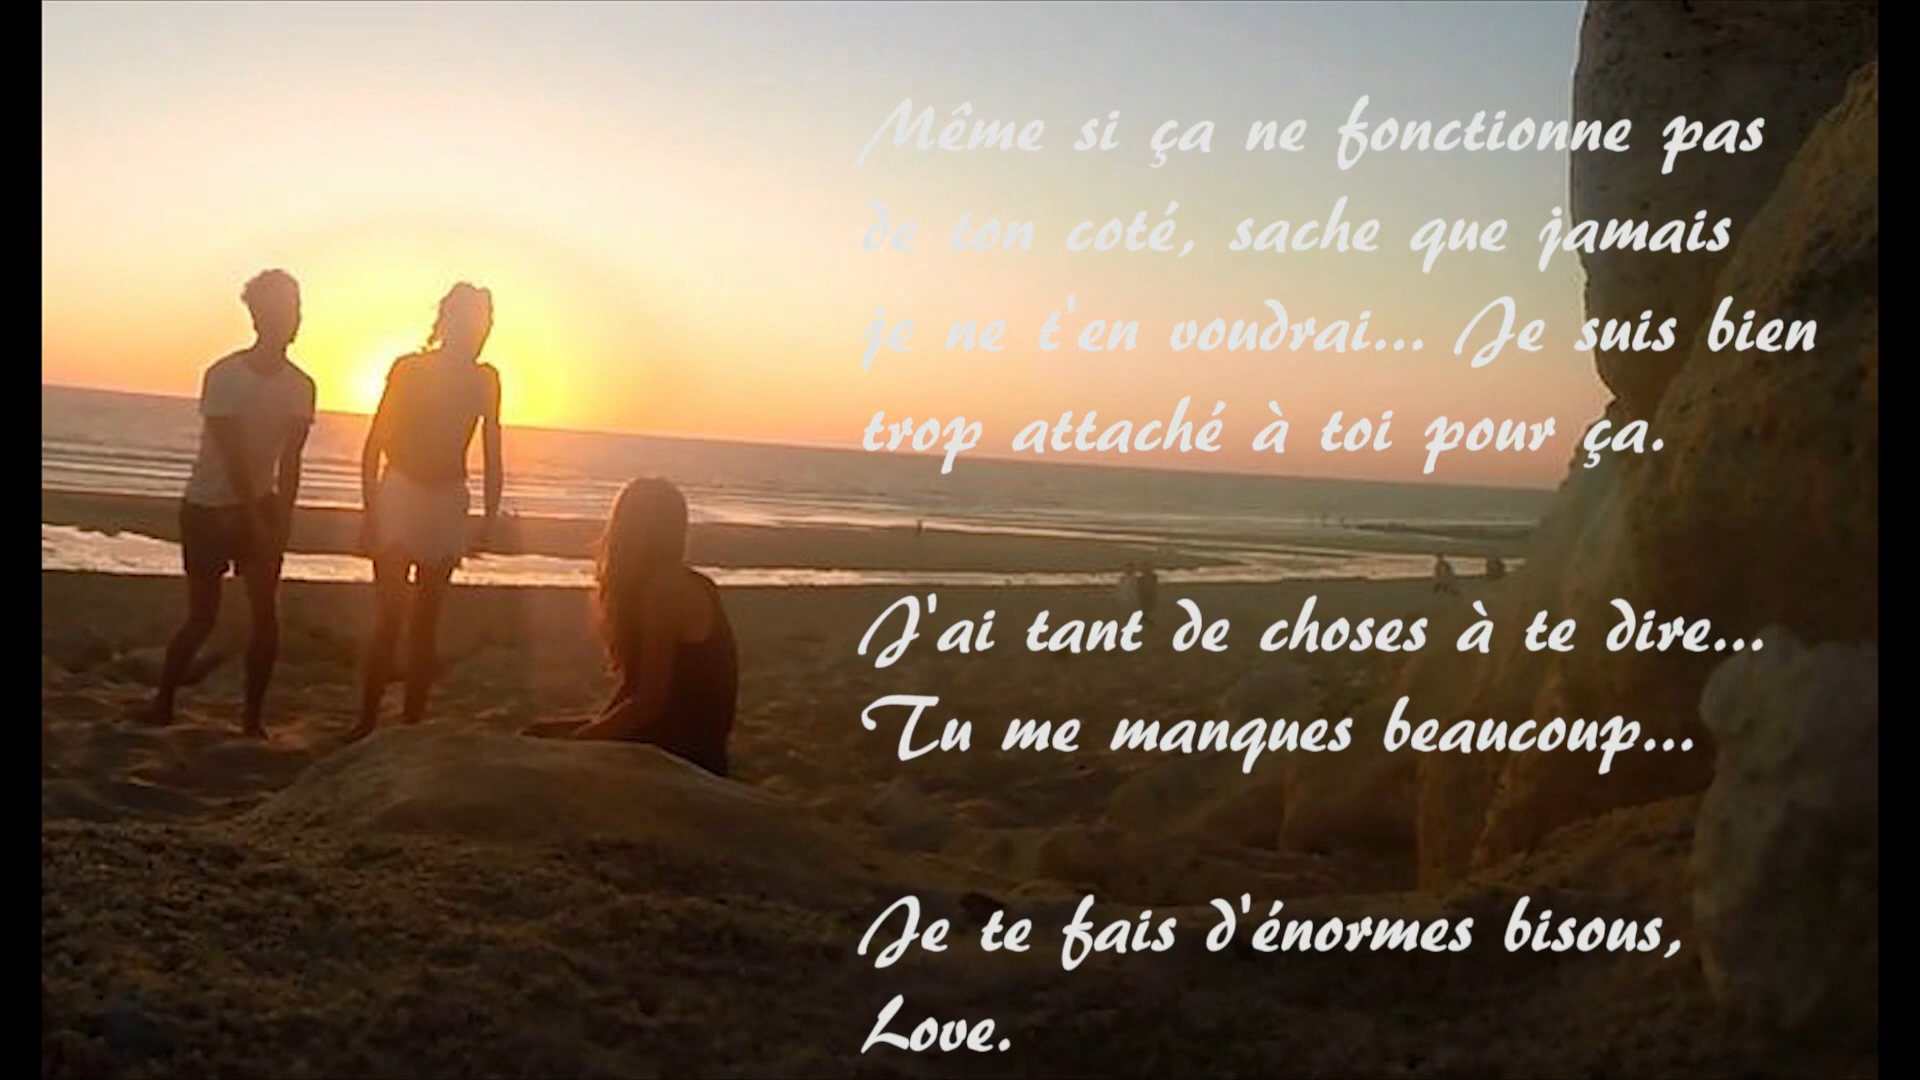 Même si ça ne fonctionne pas
de ton coté, sache que jamais
je ne t'en voudrai... Je suis bien
trop attaché à toi pour ça.
J'ai tant de choses à te dire...
Tu me manques beaucoup...
Je te fais d'énormes bisous,
Love.